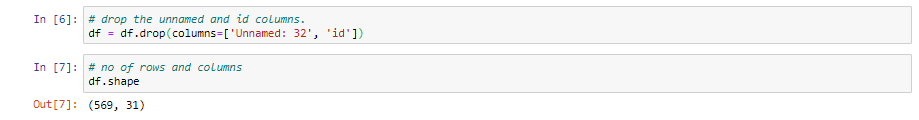 In [6]: # drop the unnamed and id columns.
df = df.drop(columns=['Unnamed: 32', 'id'])
In [7]: # no of rows and columns
df.shape
Out[7]: (569, 31)